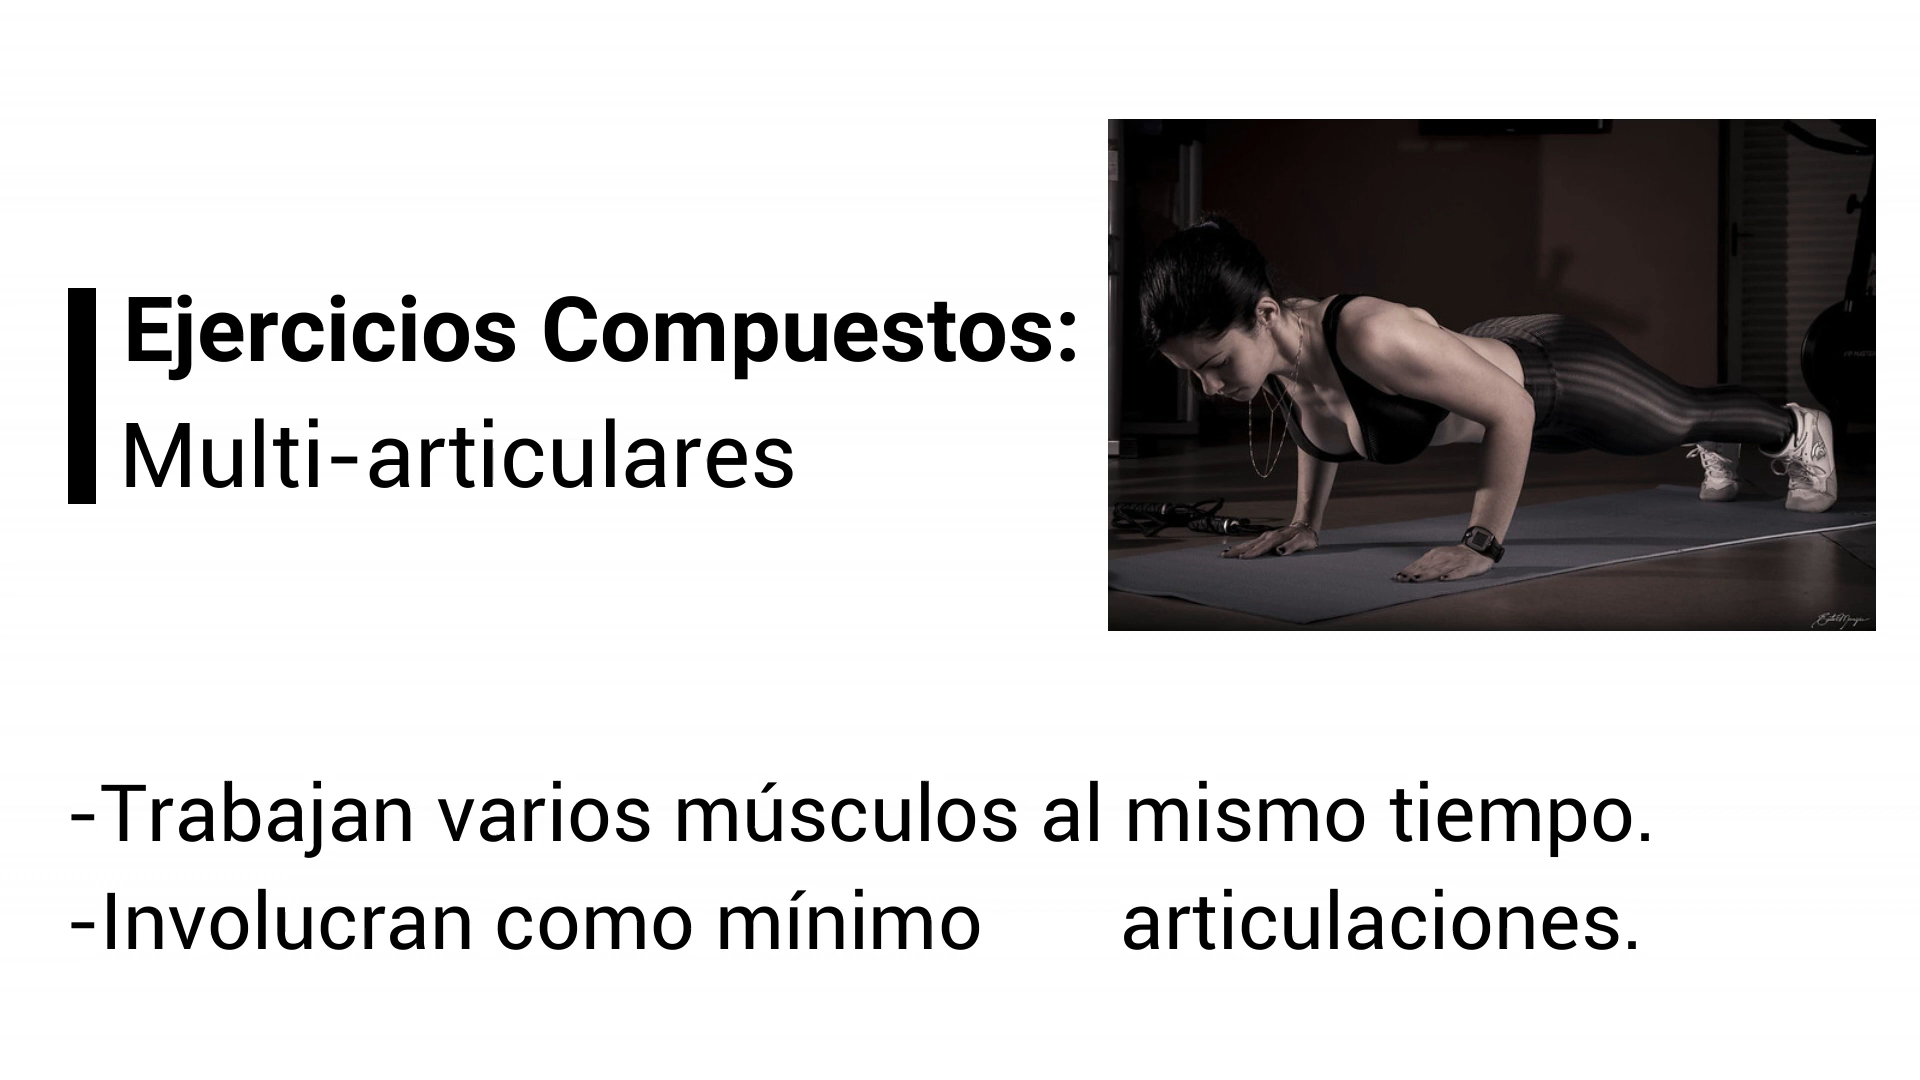 Ejercicios Compuestos:
Multi-articulares
-Trabajan varios músculos al mismo tiempo.
-Involucran como mínimo articulaciones.